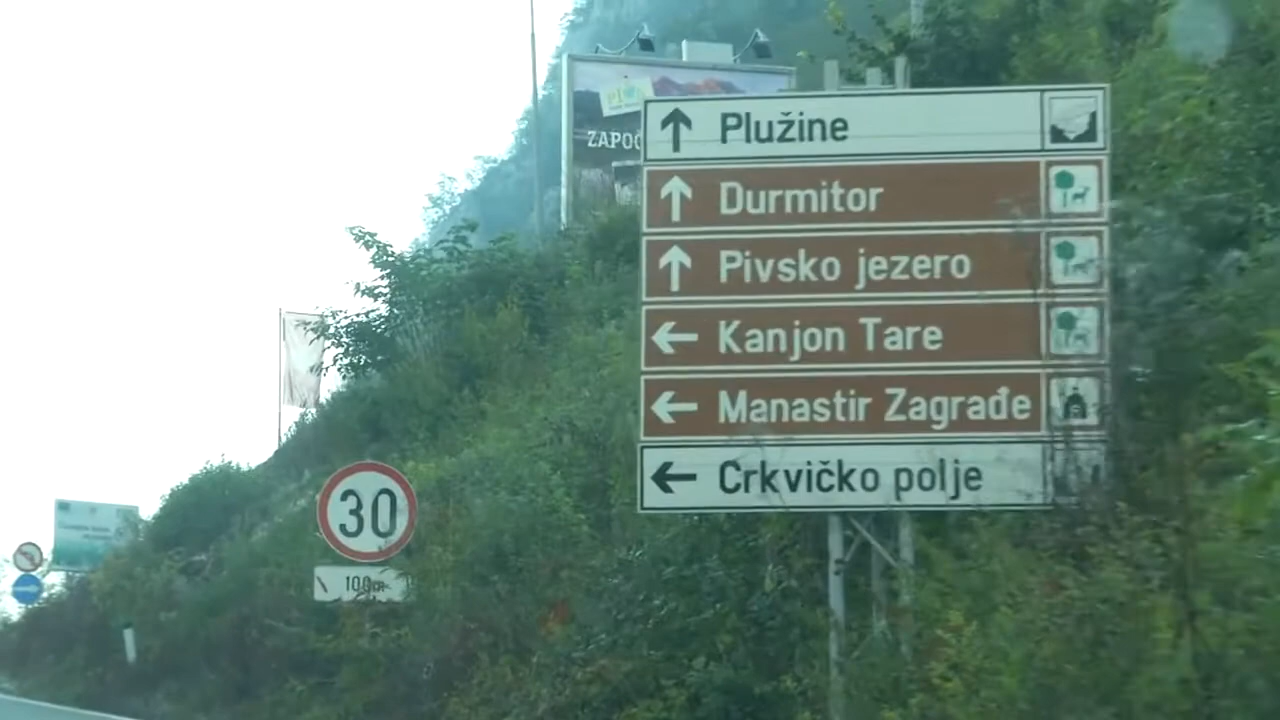 ZAPOČ
Plužine
Durmitor
Pivsko jezero
Kanjon Tare
Manastir Zagrađe
Crkvičko polje
30